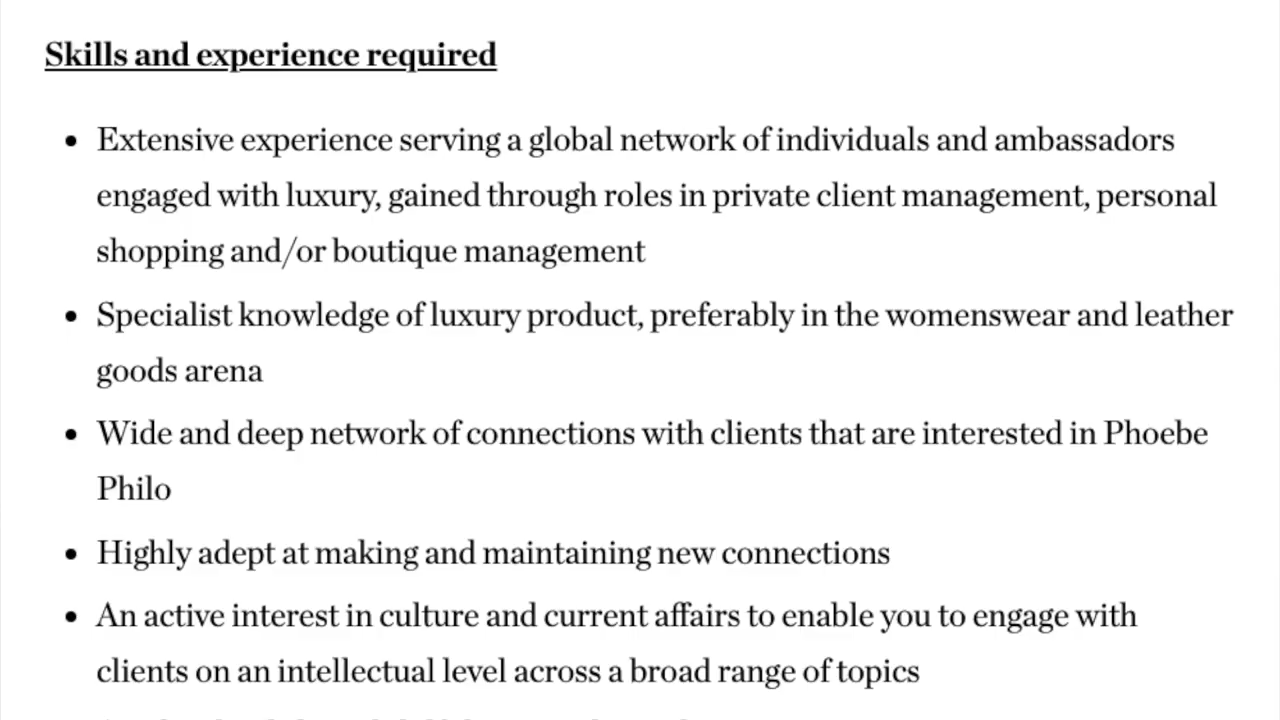 Skills and experience required
• Extensive experience serving a global network of individuals and ambassadors
engaged with luxury, gained through roles in private client management, personal
shopping and/or boutique management
• Specialist knowledge of luxury product, preferably in the womenswear and leather
goods arena
• Wide and deep network of connections with clients that are interested in Phoebe
Philo
• Highly adept at making and maintaining new connections
• An active interest in culture and current affairs to enable you to engage with
clients on an intellectual level across a broad range of topics